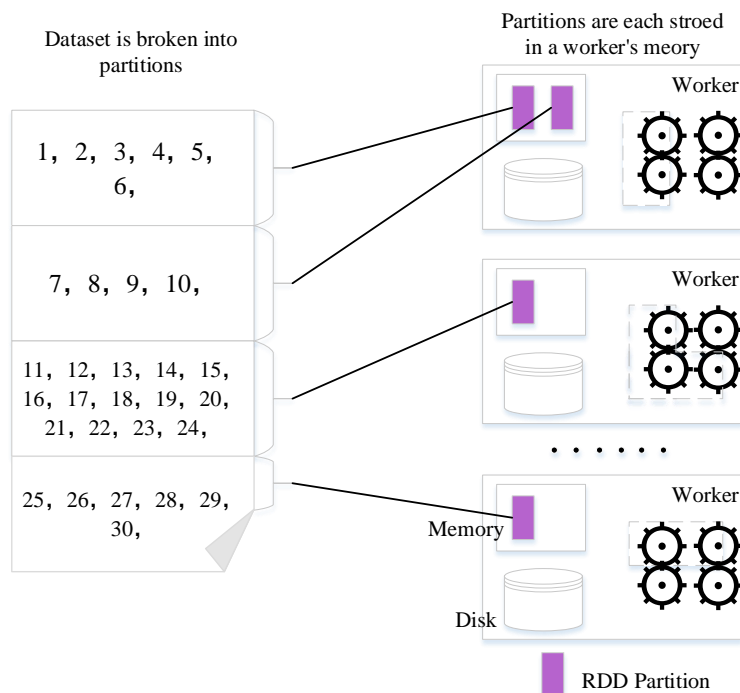 Dataset is broken into
partitions
1, 2, 3, 4, 5,
6,
7, 8, 9, 10,
11, 12, 13, 14, 15,
16, 17, 18, 19, 20,
21, 22, 23, 24,
25, 26, 27, 28, 29,
30,
Partitions are each stroed
in a worker's meory
Worker
Worker
......
Worker
Memory
Disk
RDD Partition